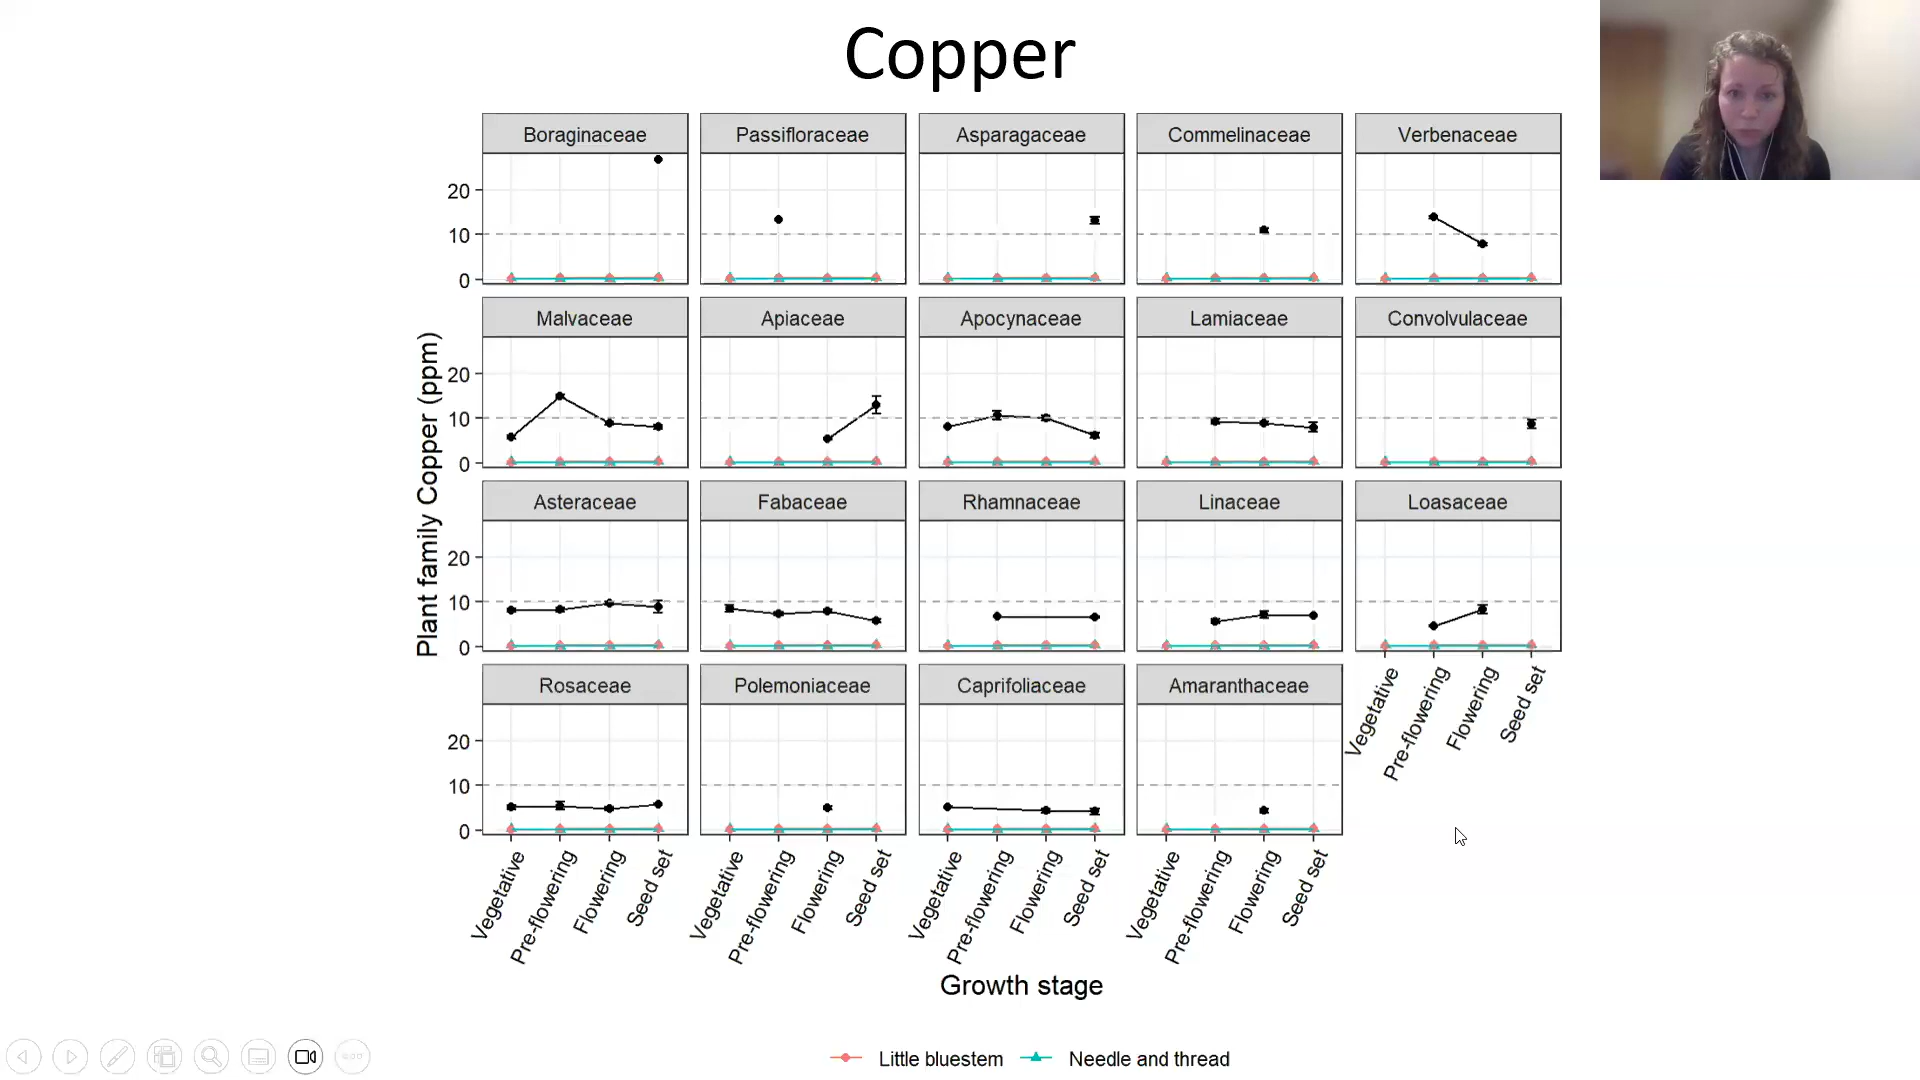 Copper
Boraginaceae Passifloraceae Asparagaceae Commelinaceae Verbenaceae
20
10
0
Malvaceae Apiaceae Apocynaceae Lamiaceae Convolvulaceae
20
10
0
Asteraceae Fabaceae Rhamnaceae Linaceae Loasaceae
20
10
0
Rosaceae Polemoniaceae Caprifoliaceae Amaranthaceae
20
10
0
Plant family Copper (ppm)
Vegetative Pre-flowering Flowering Seed set
Vegetative Pre-flowering Flowering Seed set Vegetative Pre-flowering Flowering Seed set Vegetative Pre-flowering Flowering Seed set Vegetative Pre-flowering Flowering Seed set
Growth stage
Little bluestem Needle and thread